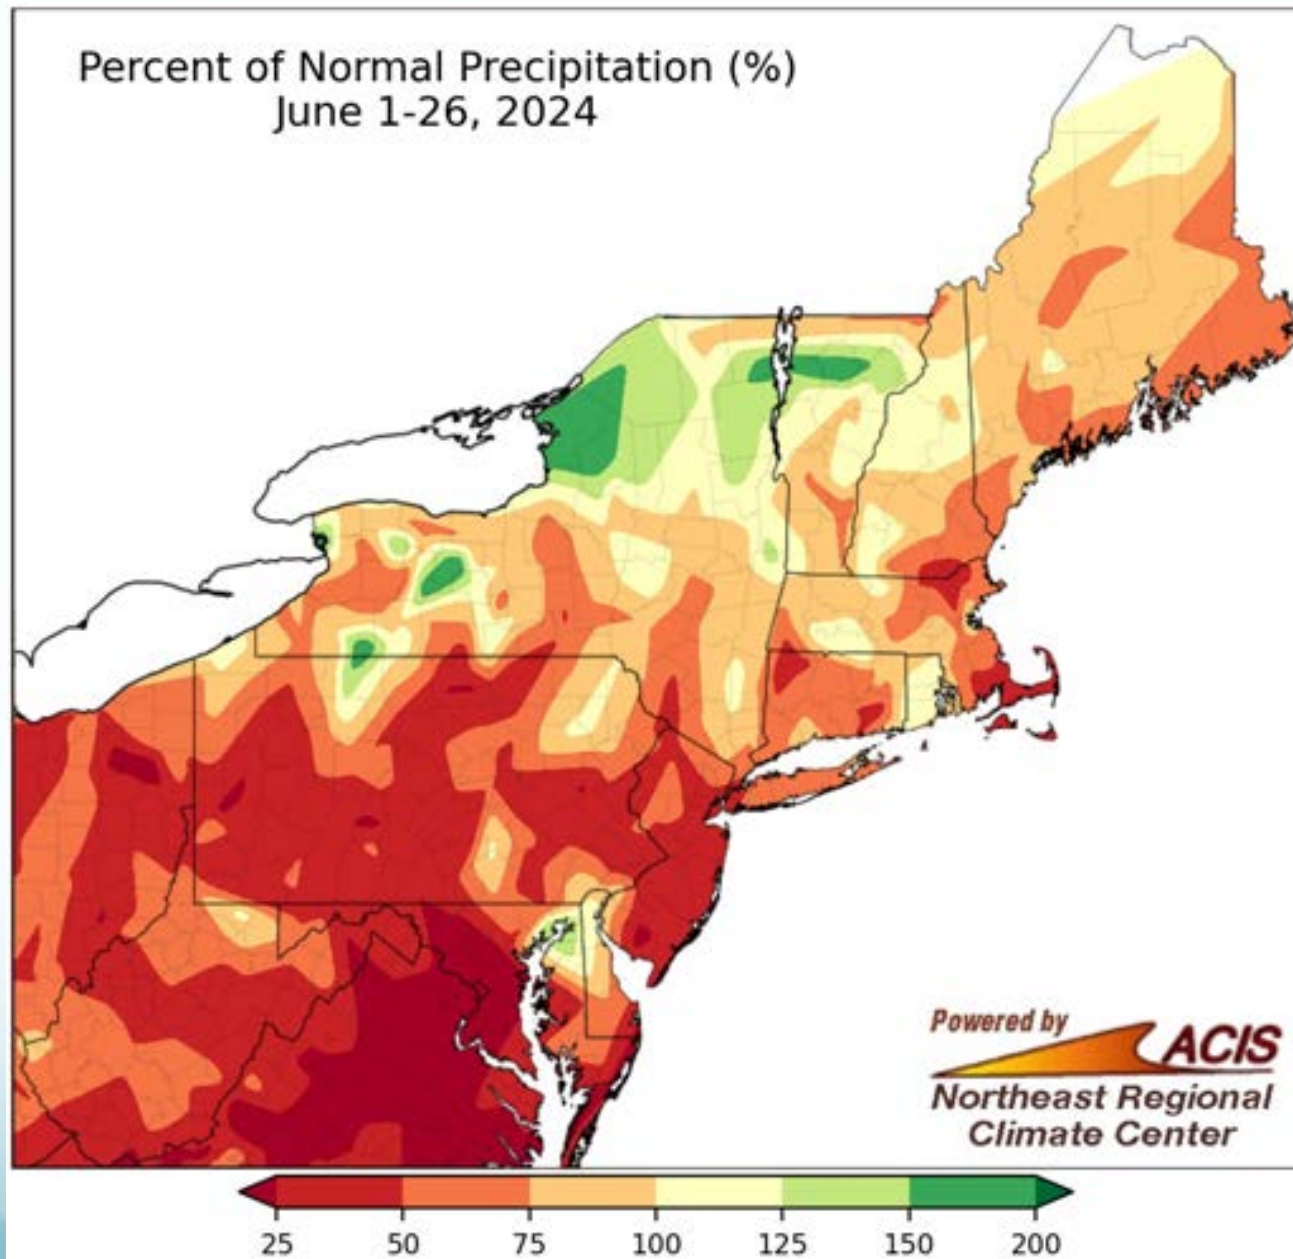 Percent of Normal Precipitation (%)
June 1-26, 2024
Powered by
ACIS
Northeast Regional
Climate Center
25 50 75 100 125 150 200